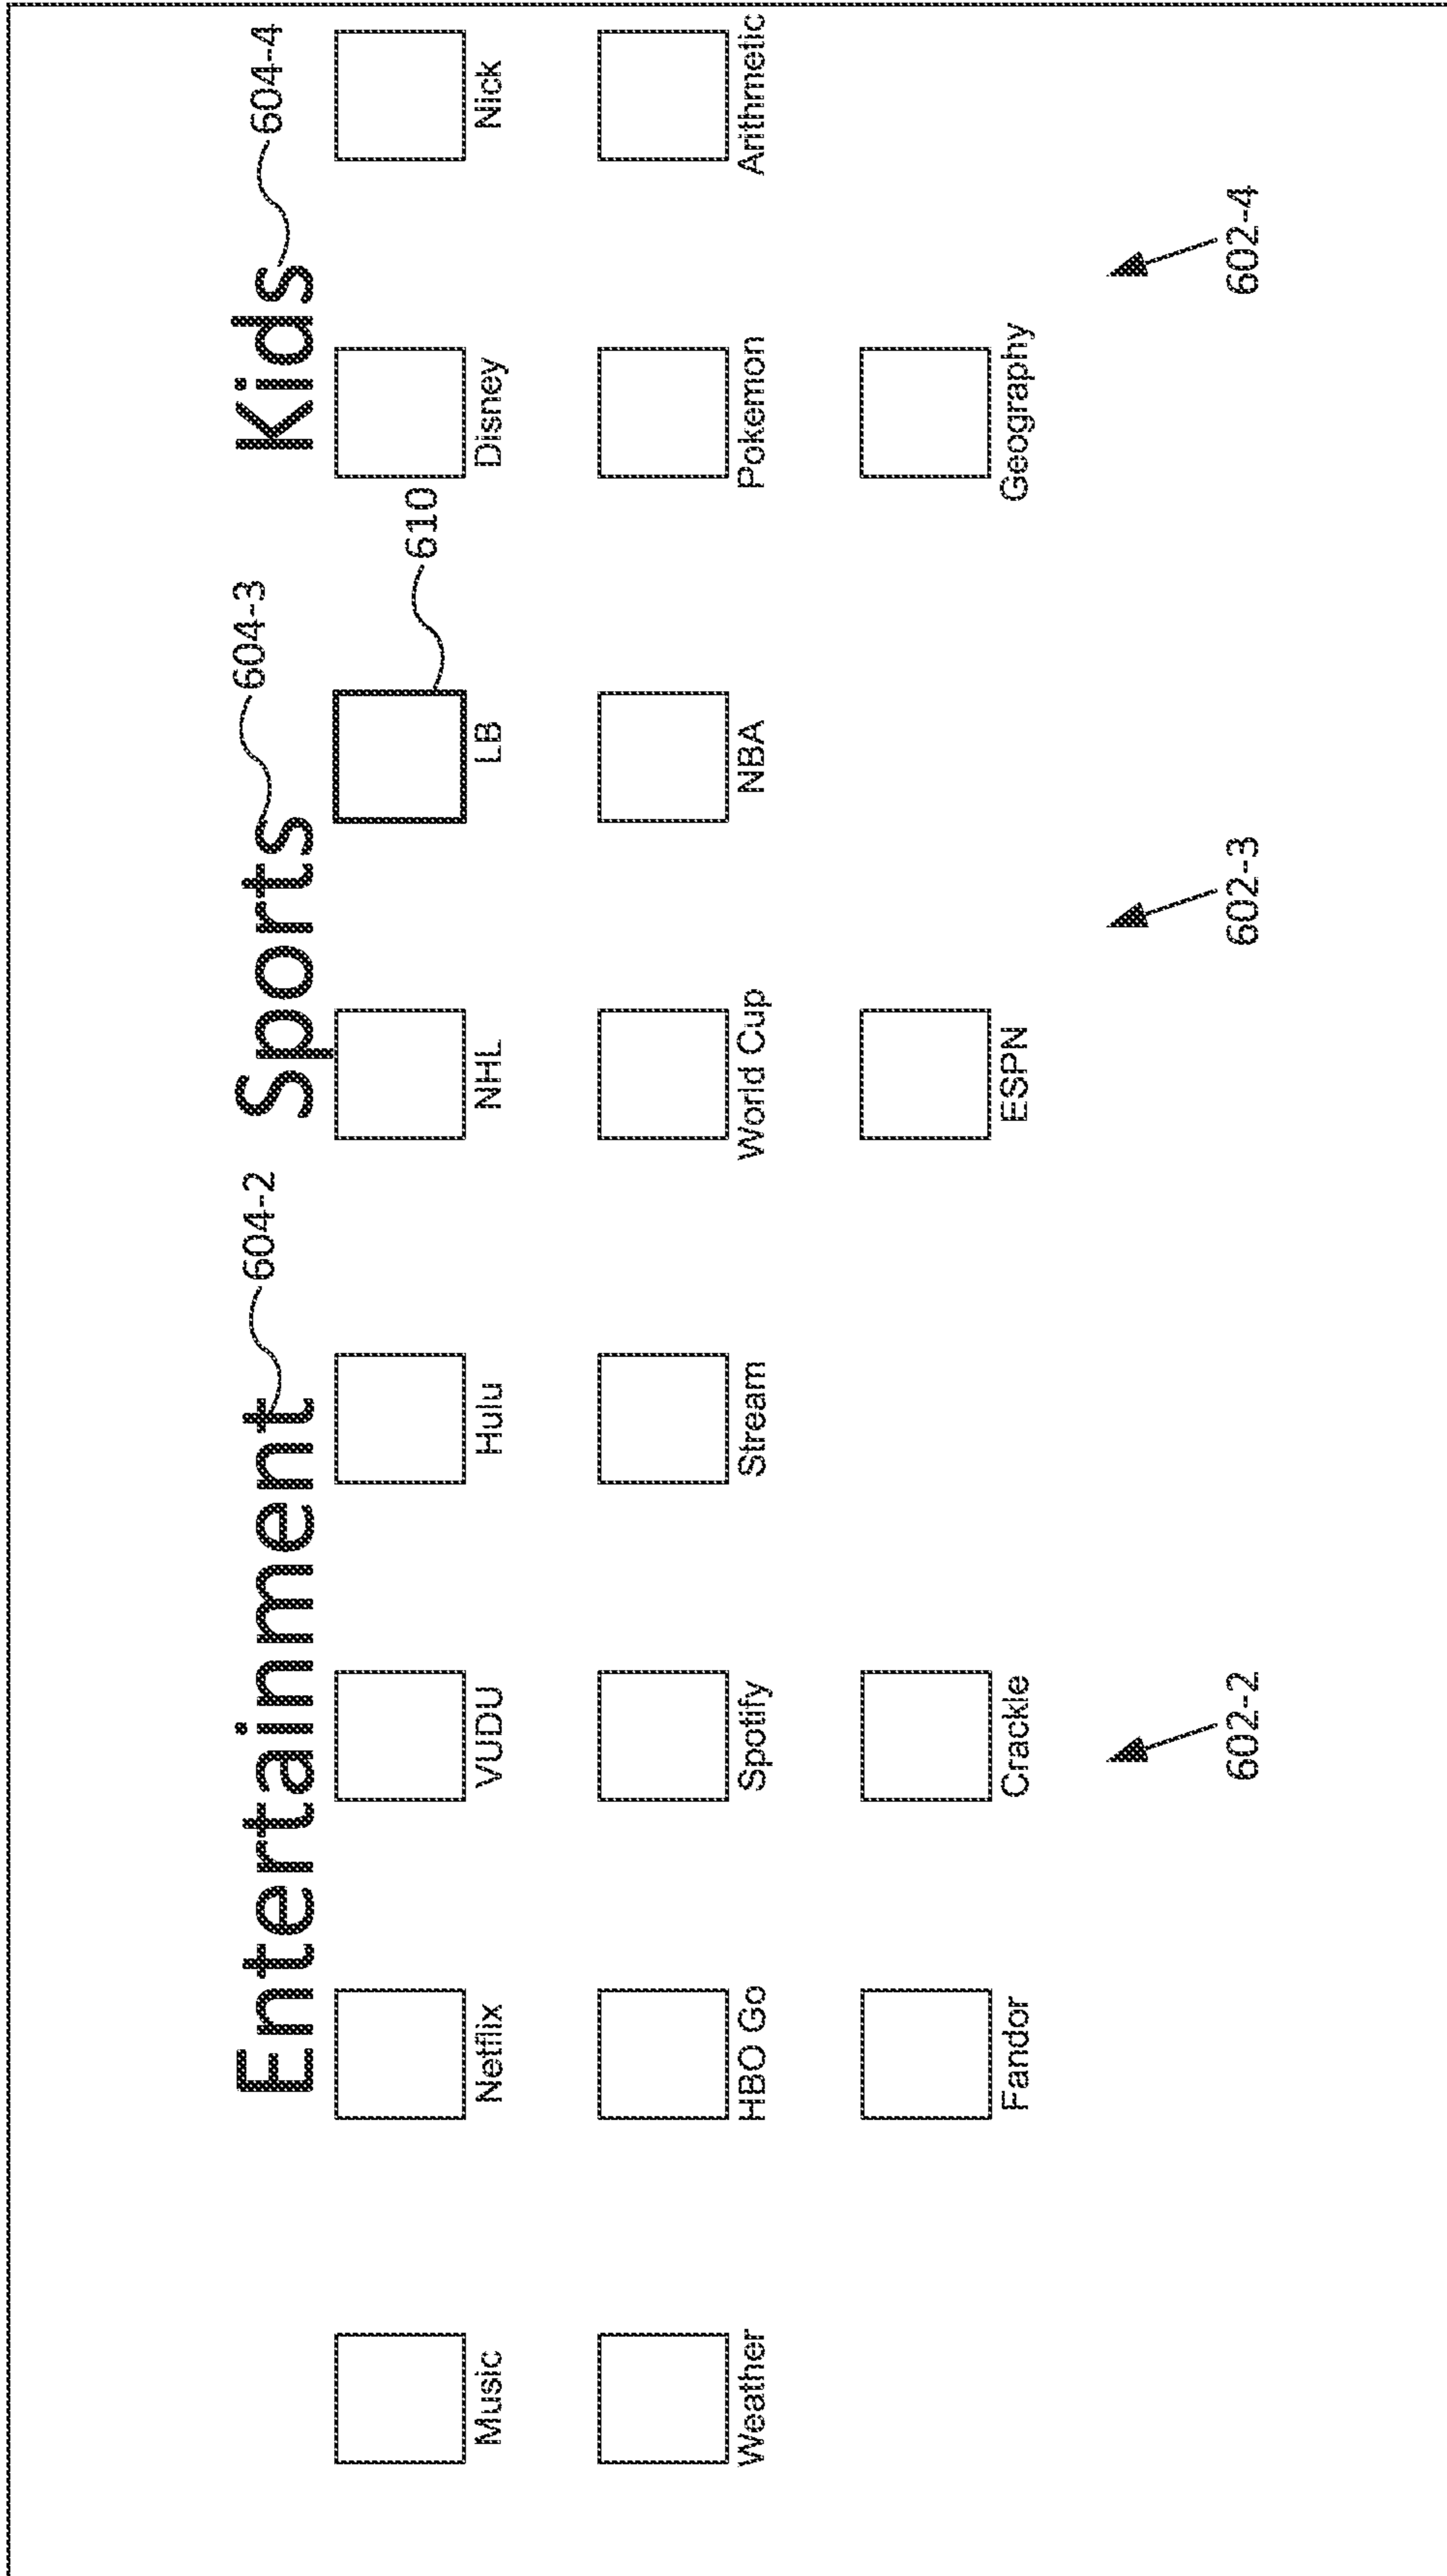 Entertainment 604-2 Sports 604-3 Kids 604-4
610
Music Netflix VUDU Hulu NHL LB Disney Nick
Weather HBO Go Spotify Stream World Cup NBA Pokemon Arithmetic
Fandor Crackle ESPN Geography
602-2 602-3 602-4